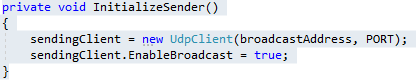 private void InitializeSender()
{
    sendingClient = new UdpClient(broadcastAddress, PORT);
    sendingClient.EnableBroadcast = true;
}